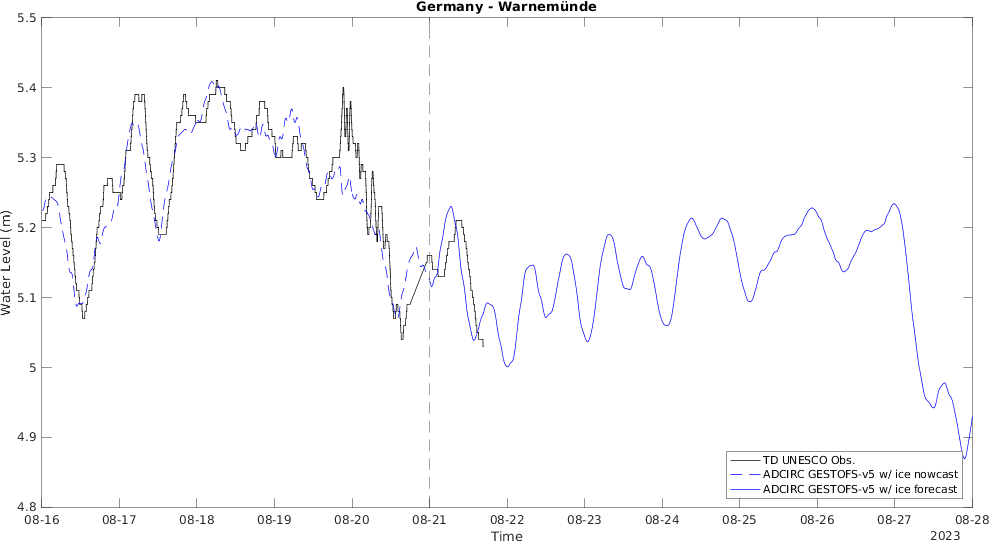 Germany - Warnemünde
5.5
5.4
5.3
5.2
5.1
5
4.9
4.8
Water Level (m)
TD UNESCO Obs.
ADCIRC GESTOFS-v5 w/ ice nowcast
ADCIRC GESTOFS-v5 w/ ice forecast
08-16 08-17 08-18 08-19 08-20 08-21 08-22 08-23 08-24 08-25 08-26 08-27 08-28
Time
2023